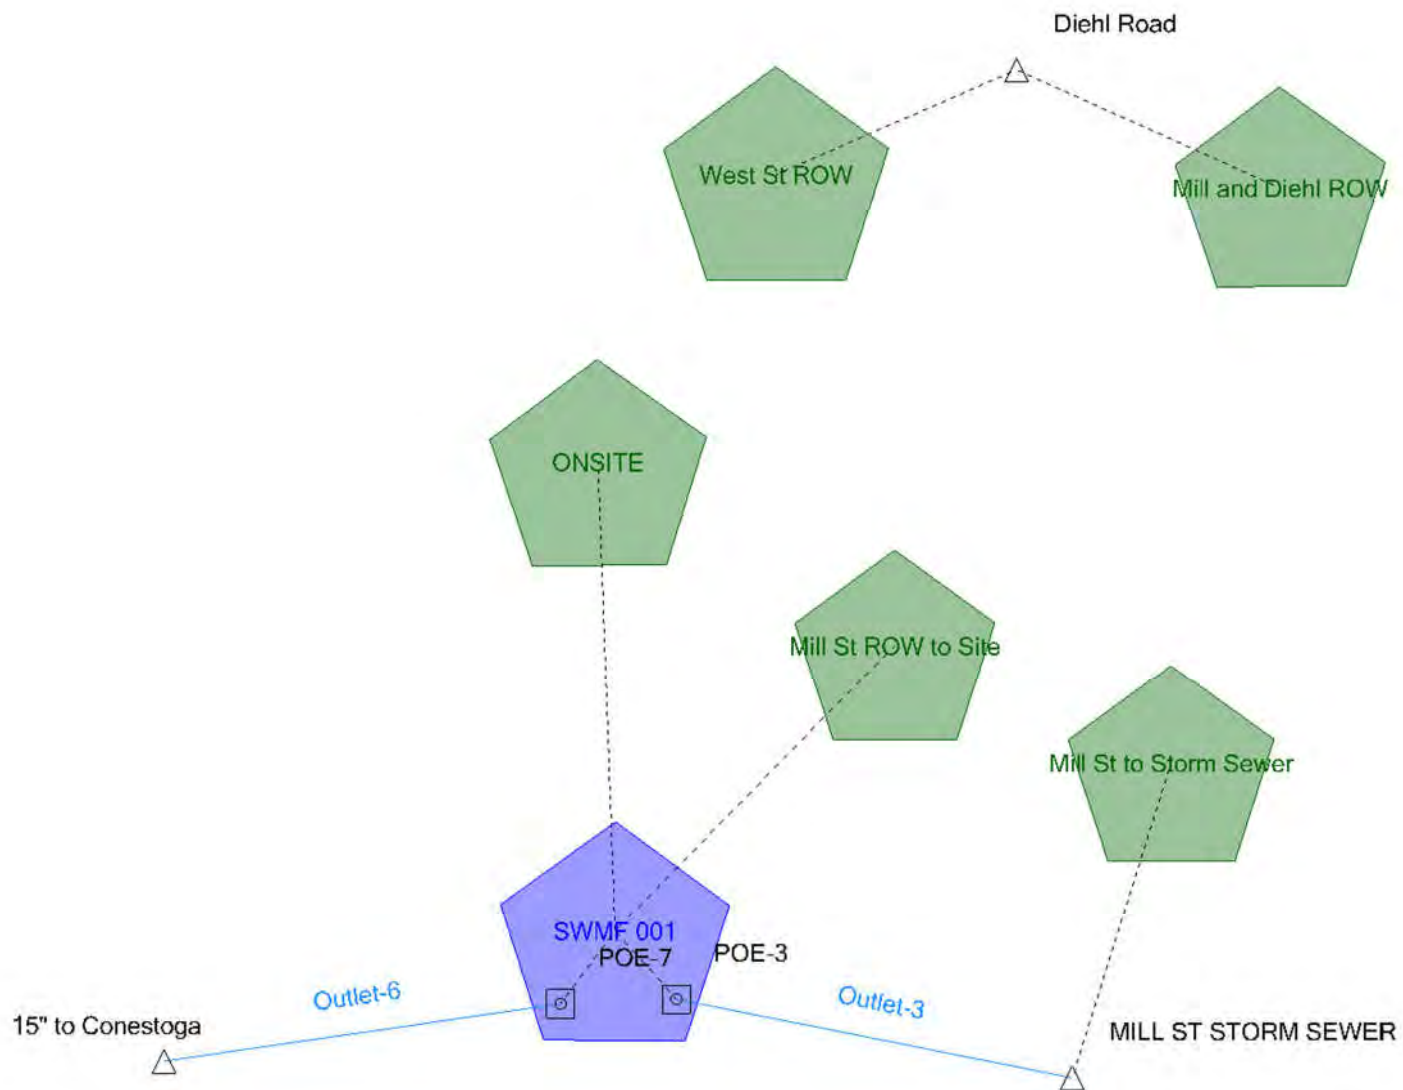 Diehl Road
West St ROW
Mill and Diehl ROW
ONSITE
Mill St ROW to Site
Mill St to Storm Sewer
SWMF 001
POE-7
POE-3
Outlet-6
Outlet-3
15" to Conestoga
MILL ST STORM SEWER